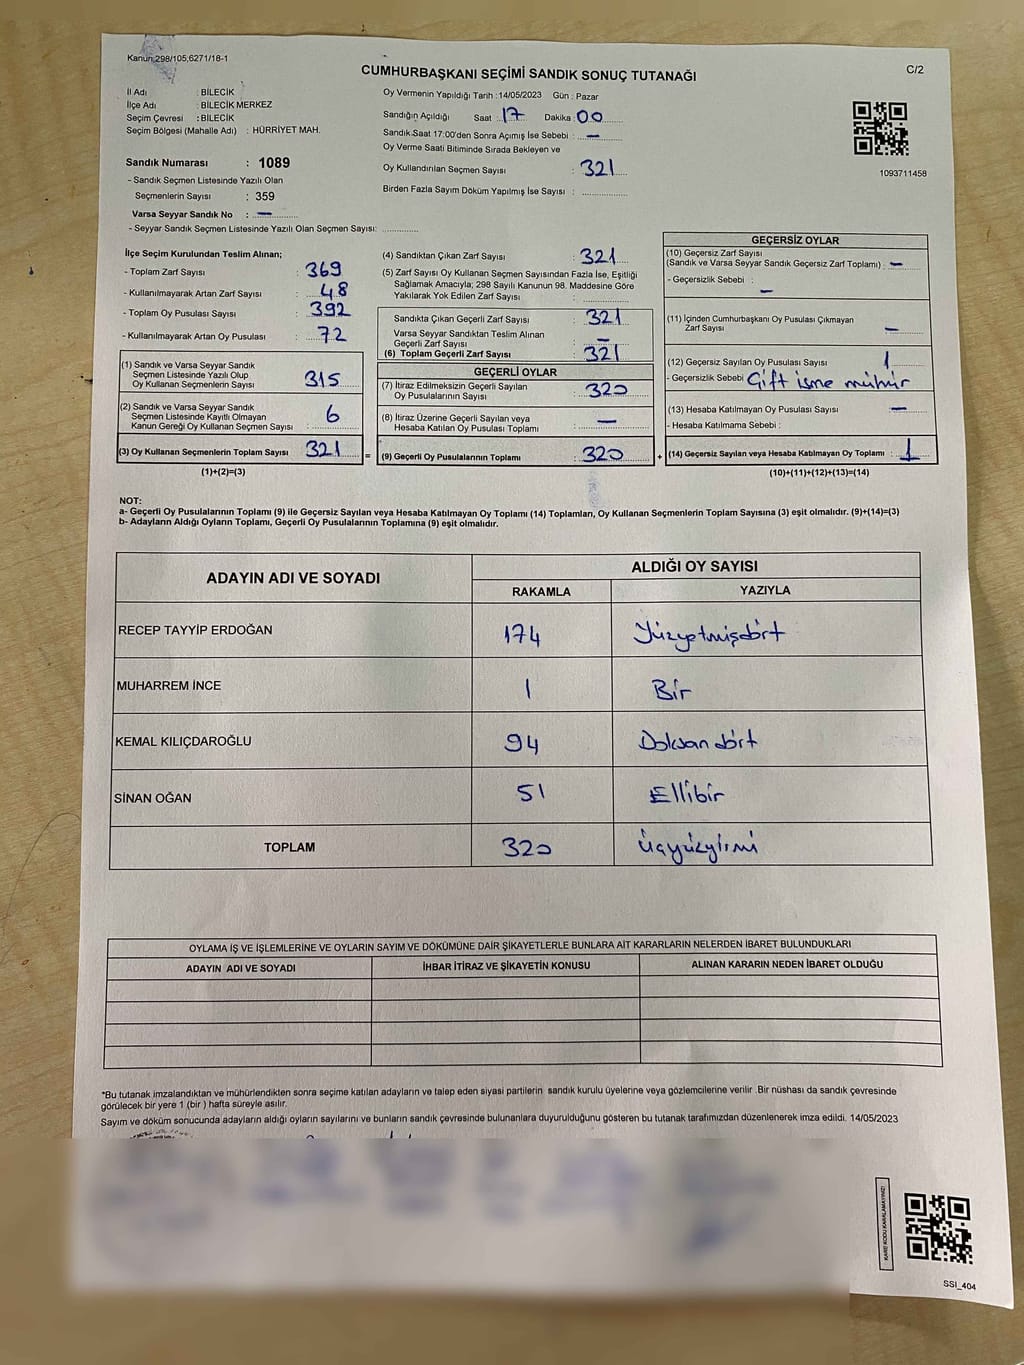 Kanun:298/105;6271/18-1
CUMHURBAŞKANI SEÇİMİ SANDIK SONUÇ TUTANAĞI
C/2
İl Adı : BİLECİK
İlçe Adı : BİLECİK MERKEZ
Seçim Çevresi : BİLECİK
Seçim Bölgesi (Mahalle Adı) : HÜRRİYET MAH.
Sandık Numarası : 1089
- Sandık Seçmen Listesinde Yazılı Olan
Seçmenlerin Sayısı : 359
Varsa Seyyar Sandık No : —
- Seyyar Sandık Seçmen Listesinde Yazılı Olan Seçmen Sayısı: ..............
Oy Vermenin Yapıldığı Tarih :14/05/2023 Gün : Pazar
Sandığın Açıldığı Saat : 17 Dakika : 00
Sandık Saat 17:00'den Sonra Açımış İse Sebebi : —
Oy Verme Saati Bitiminde Sırada Bekleyen ve
Oy Kullandırılan Seçmen Sayısı : 321
Birden Fazla Sayım Döküm Yapılmış İse Sayısı : ..............
1093711458
İlçe Seçim Kurulundan Teslim Alınan;
- Toplam Zarf Sayısı : 369
- Kullanılmayarak Artan Zarf Sayısı : 48
- Toplam Oy Pusulası Sayısı : 392
- Kullanılmayarak Artan Oy Pusulası : 72
(1) Sandık ve Varsa Seyyar Sandık
Seçmen Listesinde Yazılı Olup
Oy Kullanan Seçmenlerin Sayısı : 315
(2) Sandık ve Varsa Seyyar Sandık
Seçmen Listesinde Kayıtlı Olmayan
Kanun Gereği Oy Kullanan Seçmen Sayısı : 6
(3) Oy Kullanan Seçmenlerin Toplam Sayısı : 321
(1)+(2)=(3)
(4) Sandıktan Çıkan Zarf Sayısı : 321
(5) Zarf Sayısı Oy Kullanan Seçmen Sayısından Fazla İse, Eşitliği
Sağlamak Amacıyla; 298 Sayılı Kanunun 98. Maddesine Göre
Yakılarak Yok Edilen Zarf Sayısı : ..............
Sandıkta Çıkan Geçerli Zarf Sayısı : 321
Varsa Seyyar Sandıktan Teslim Alınan
Geçerli Zarf Sayısı : —
(6) Toplam Geçerli Zarf Sayısı : 321
GEÇERLİ OYLAR
(7) İtiraz Edilmeksizin Geçerli Sayılan
Oy Pusulalarının Sayısı : 320
(8) İtiraz Üzerine Geçerli Sayılan veya
Hesaba Katılan Oy Pusulası Toplamı : —
= (9) Geçerli Oy Pusulalarının Toplamı : 320
GEÇERSİZ OYLAR
(10) Geçersiz Zarf Sayısı
(Sandık ve Varsa Seyyar Sandık Geçersiz Zarf Toplamı) : —
- Geçersizlik Sebebi :
—
(11) İçinden Cumhurbaşkanı Oy Pusulası Çıkmayan
Zarf Sayısı : —
(12) Geçersiz Sayılan Oy Pusulası Sayısı : 1
- Geçersizlik Sebebi : Çift isme mühür
(13) Hesaba Katılmayan Oy Pusulası Sayısı : —
- Hesaba Katılmama Sebebi :
+ (14) Geçersiz Sayılan veya Hesaba Katılmayan Oy Toplamı : 1
(10)+(11)+(12)+(13)=(14)
NOT:
a- Geçerli Oy Pusulalarının Toplamı (9) ile Geçersiz Sayılan veya Hesaba Katılmayan Oy Toplamı (14) Toplamları, Oy Kullanan Seçmenlerin Toplam Sayısına (3) eşit olmalıdır. (9)+(14)=(3)
b- Adayların Aldığı Oyların Toplamı, Geçerli Oy Pusulalarının Toplamına (9) eşit olmalıdır.
ADAYIN ADI VE SOYADI
ALDIĞI OY SAYISI
RAKAMLA YAZIYLA
RECEP TAYYİP ERDOĞAN 174 Yüzyetmişdört
MUHARREM İNCE 1 Bir
KEMAL KILIÇDAROĞLU 94 Doksandört
SİNAN OĞAN 51 Ellibir
TOPLAM 320 Üçyüzyirmi
OYLAMA İŞ VE İŞLEMLERİNE VE OYLARIN SAYIM VE DÖKÜMÜNE DAİR ŞİKAYETLERLE BUNLARA AİT KARARLARIN NELERDEN İBARET BULUNDUKLARI
ADAYIN ADI VE SOYADI İHBAR İTİRAZ VE ŞİKAYETİN KONUSU ALINAN KARARIN NEDEN İBARET OLDUĞU
*Bu tutanak imzalandıktan ve mühürlendikten sonra seçime katılan adayların ve talep eden siyasi partilerin sandık kurulu üyelerine veya gözlemcilerine verilir .Bir nüshası da sandık çevresinde
görülecek bir yere 1 (bir ) hafta süreyle asılır.
Sayım ve döküm sonucunda adayların aldığı oyların sayılarını ve bunların sandık çevresinde bulunanlara duyurulduğunu gösteren bu tutanak tarafımızdan düzenlenerek imza edildi. 14/05/2023
KARE KODU KARALAMAYINIZ!
SSİ_404